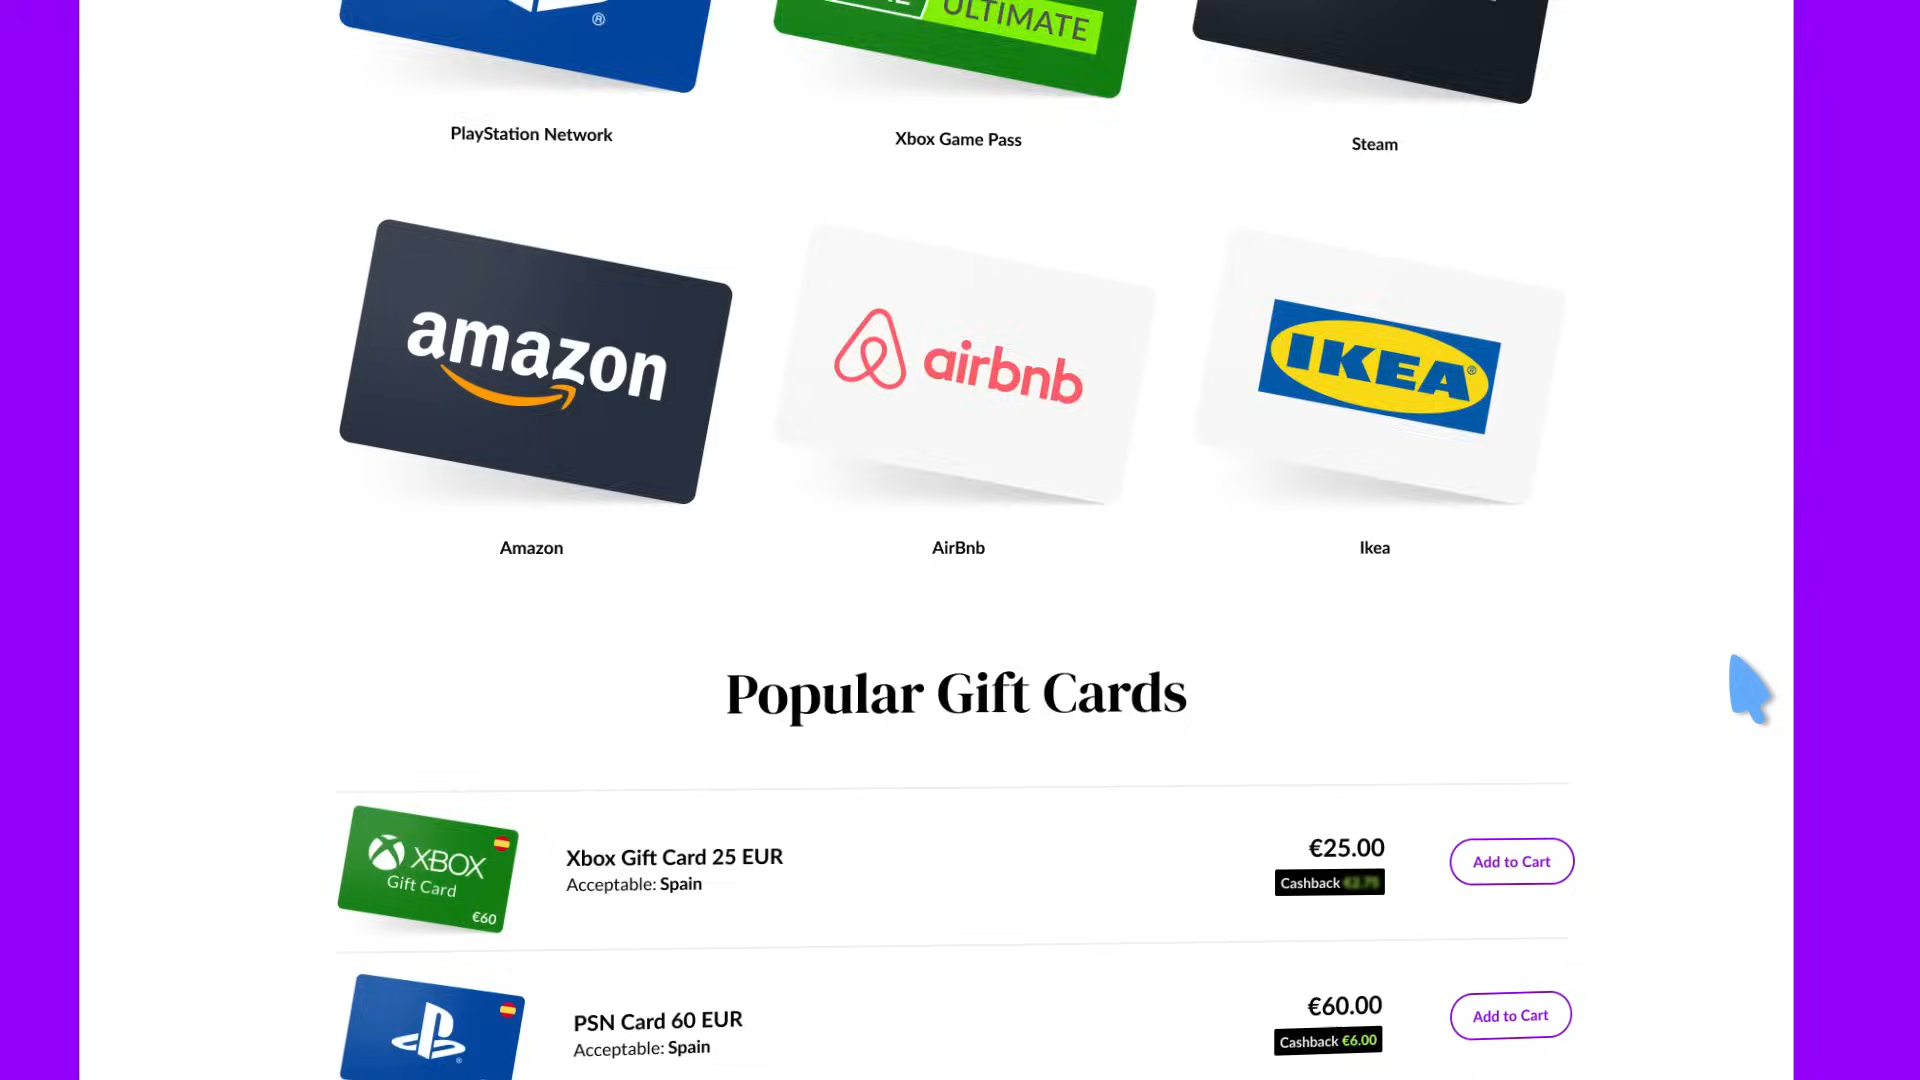 ®
ULTIMATE
PlayStation Network
Xbox Game Pass
Steam
amazon
airbnb
IKEA®
Amazon
AirBnb
Ikea
Popular Gift Cards
XBOX
Gift Card
€60
Xbox Gift Card 25 EUR
Acceptable: Spain
€25.00
Cashback
Add to Cart
PSN Card 60 EUR
Acceptable: Spain
€60.00
Cashback €6.00
Add to Cart